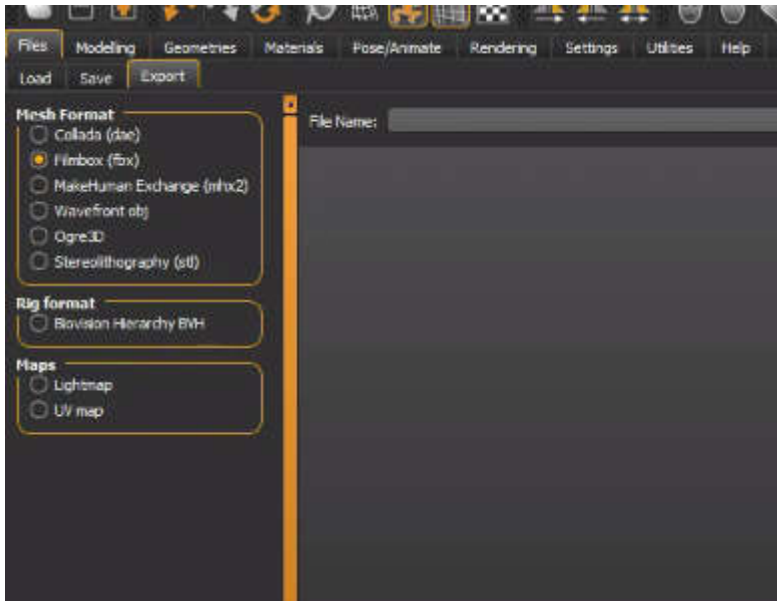 Files Modeling Geometries Materials Pose/Animate Rendering Settings Utilities Help
Load Save Export
Mesh Format
Collada (dae)
Filmbox (fbx)
MakeHuman Exchange (mhx2)
Wavefront obj
Ogre3D
Stereolithography (stl)
Rig format
Biovision Hierarchy BVH
Maps
Lightmap
UV map
File Name: